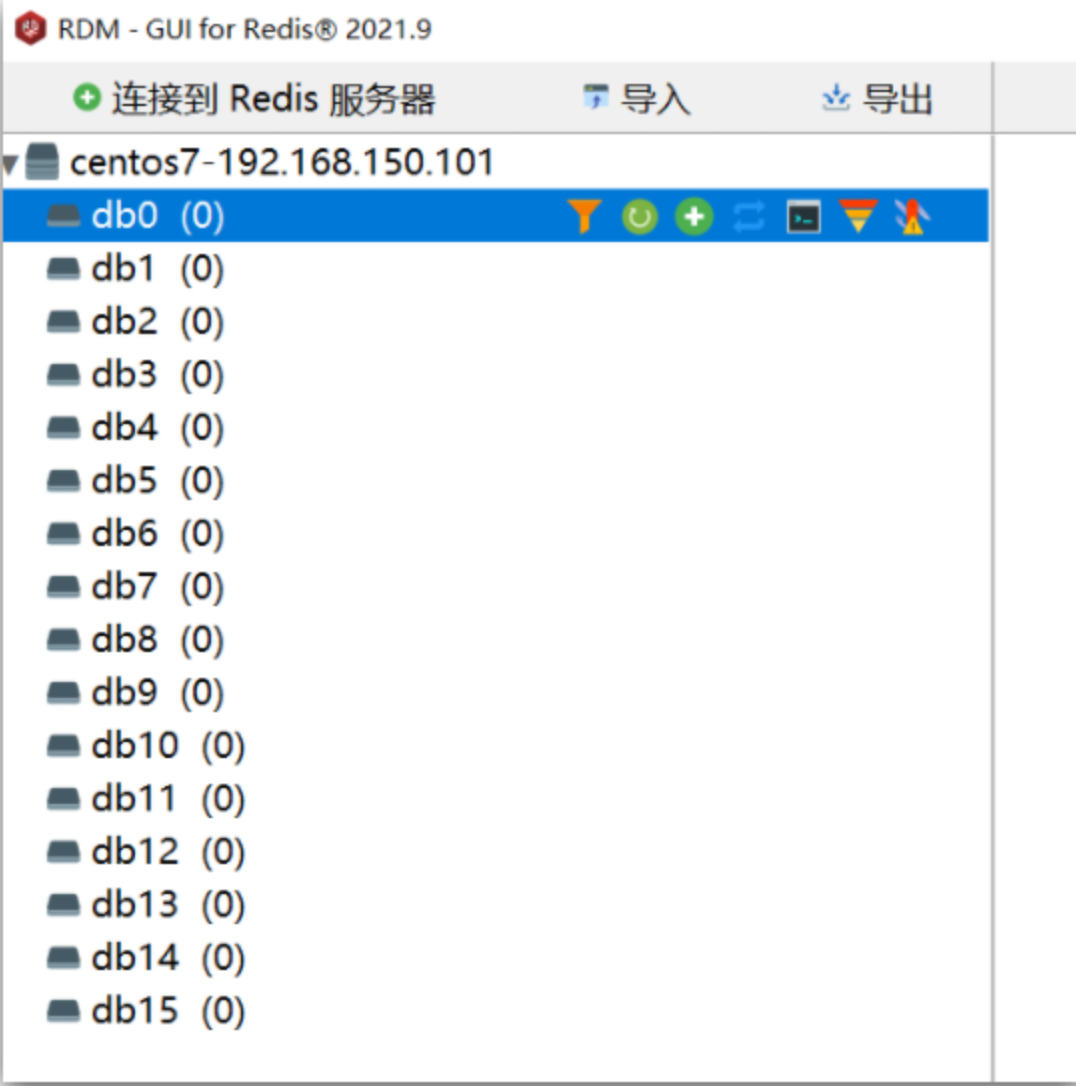 RDM - GUI for Redis® 2021.9
连接到 Redis 服务器 导入 导出
centos7-192.168.150.101
db0 (0)
db1 (0)
db2 (0)
db3 (0)
db4 (0)
db5 (0)
db6 (0)
db7 (0)
db8 (0)
db9 (0)
db10 (0)
db11 (0)
db12 (0)
db13 (0)
db14 (0)
db15 (0)